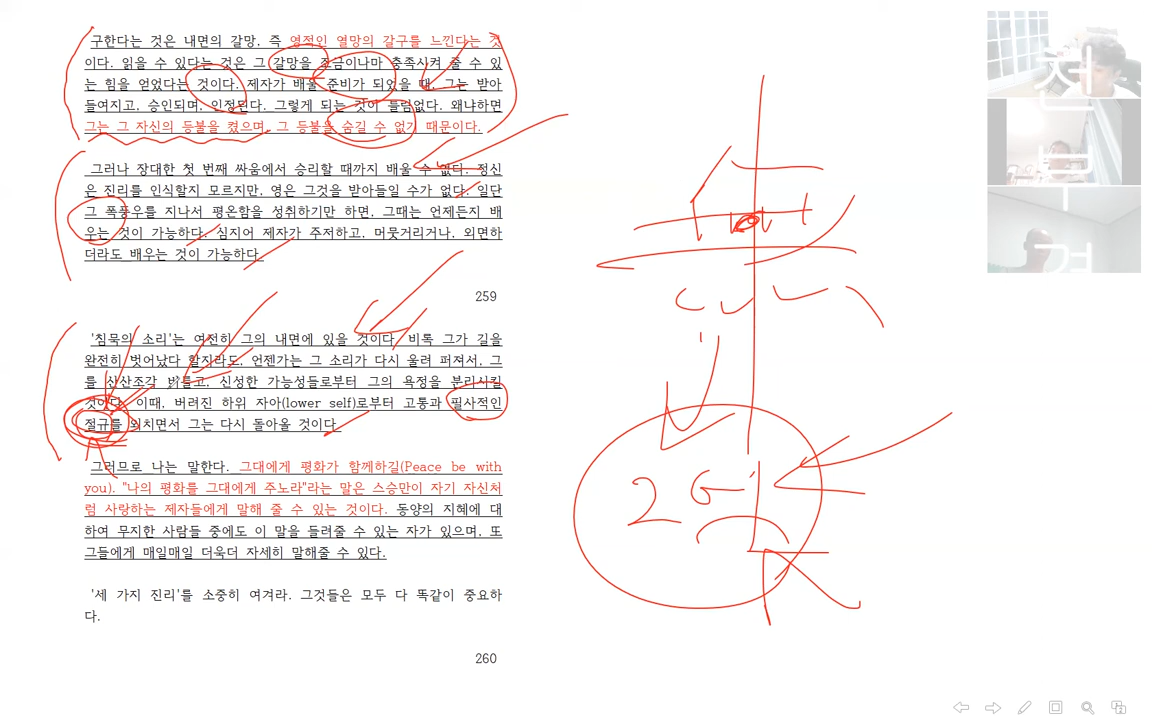 구한다는 것은 내면의 갈망, 즉 영적인 열망의 갈구를 느낀다는 것
이다. 읽을 수 있다는 것은 그 갈망을 조금이나마 충족시켜 줄 수 있
는 힘을 얻었다는 것이다. 제자가 배울 준비가 되었을 때, 그는 받아
들여지고, 승인되며, 인정된다. 그렇게 되는 것이 틀림없다. 왜냐하면
그는 그 자신의 등불을 켰으며, 그 등불을 숨길 수 없기 때문이다.
그러나 장대한 첫 번째 싸움에서 승리할 때까지 배울 수 없다. 정신
은 진리를 인식할지 모르지만, 영은 그것을 받아들일 수가 없다. 일단
그 폭풍우를 지나서 평온함을 성취하기만 하면, 그때는 언제든지 배
우는 것이 가능하다. 심지어 제자가 주저하고, 머뭇거리거나, 외면하
더라도 배우는 것이 가능하다.
259
'침묵의 소리'는 여전히 그의 내면에 있을 것이다. 비록 그가 길을
완전히 벗어났다 할지라도, 언젠가는 그 소리가 다시 울려 퍼져서, 그
를 산산조각 내고, 신성한 가능성들로부터 그의 욕정을 분리시킬
것이다. 이때, 버려진 하위 자아(lower self)로부터 고통과 필사적인
절규를 외치면서 그는 다시 돌아올 것이다.
그러므로 나는 말한다. 그대에게 평화가 함께하길(Peace be with
you). "나의 평화를 그대에게 주노라"라는 말은 스승만이 자기 자신처
럼 사랑하는 제자들에게 말해 줄 수 있는 것이다. 동양의 지혜에 대
하여 무지한 사람들 중에도 이 말을 들려줄 수 있는 자가 있으며, 또
그들에게 매일매일 더욱더 자세히 말해줄 수 있다.
'세 가지 진리'를 소중히 여겨라. 그것들은 모두 다 똑같이 중요하
다.
260